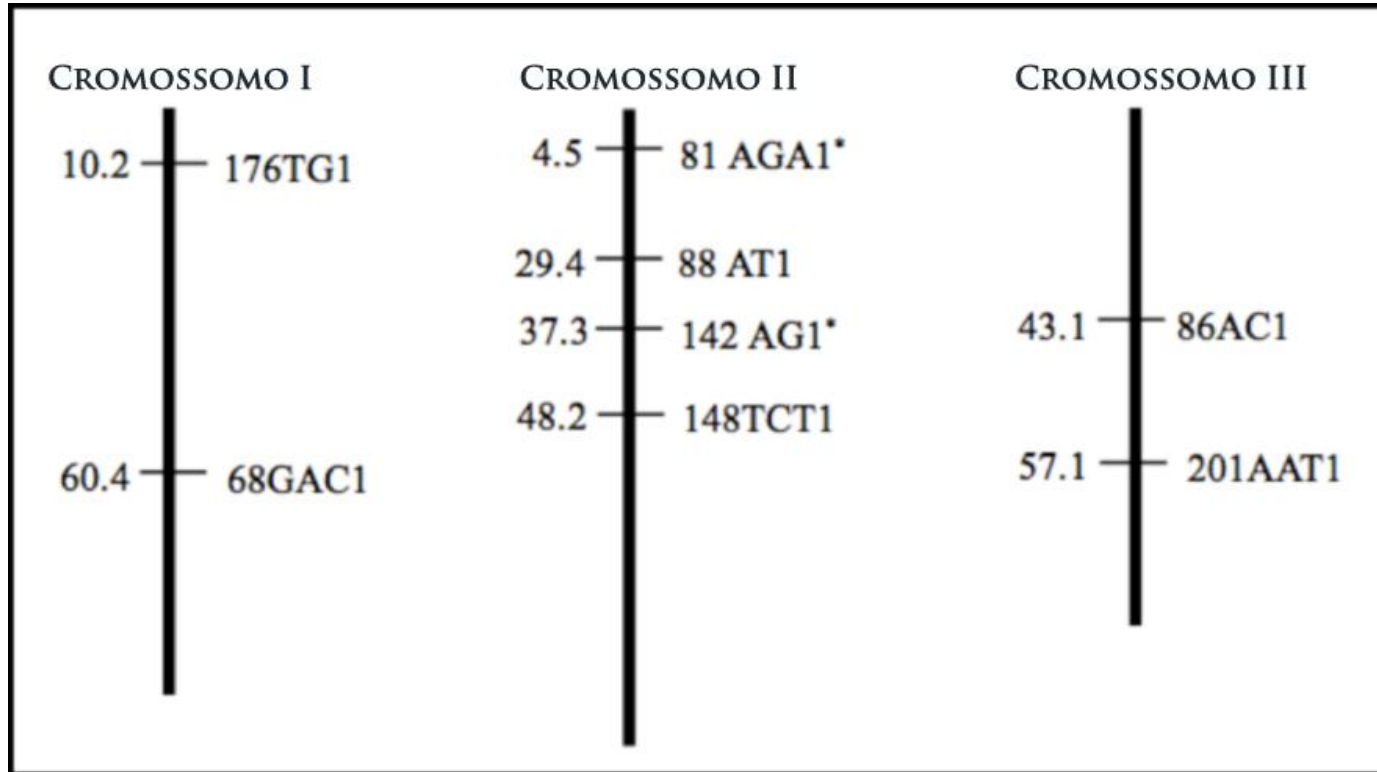 Cromossomo I
10.2 176TG1
60.4 68GAC1
Cromossomo II
4.5 81 AGA1*
29.4 88 AT1
37.3 142 AG1*
48.2 148TCT1
Cromossomo III
43.1 86AC1
57.1 201AAT1